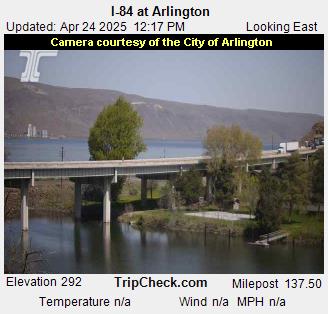 I-84 at Arlington
Updated: Apr 24 2025 12:17 PM Looking East
Camera courtesy of the City of Arlington
Elevation 292 TripCheck.com Milepost 137.50
Temperature n/a Wind n/a MPH n/a